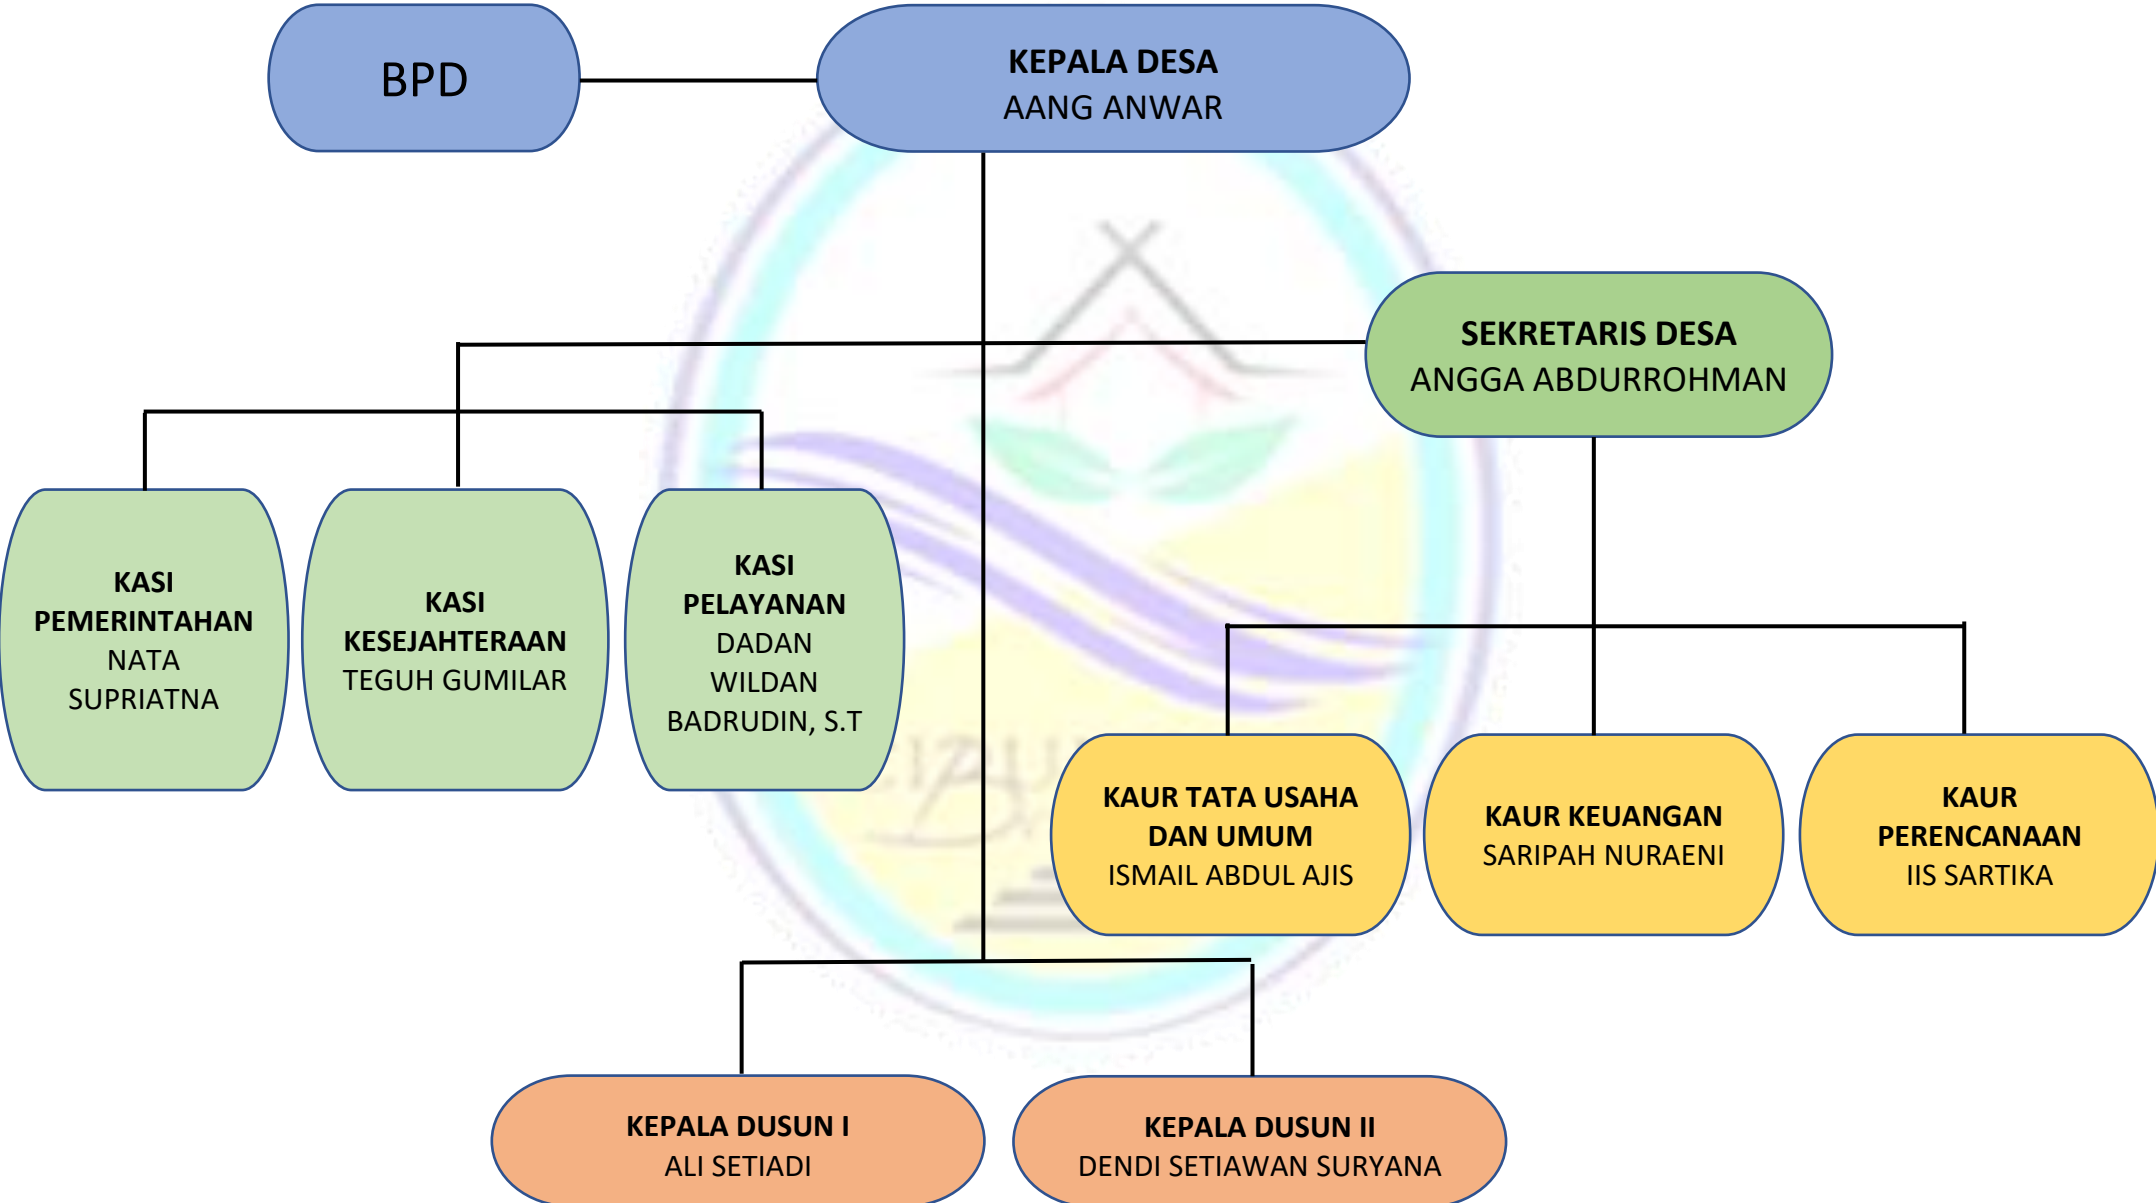 BPD
KEPALA DESA
AANG ANWAR
SEKRETARIS DESA
ANGGA ABDURROHMAN
KASI
PEMERINTAHAN
NATA
SUPRIATNA
KASI
KESEJAHTERAAN
TEGUH GUMILAR
KASI
PELAYANAN
DADAN
WILDAN
BADRUDIN, S.T
KAUR TATA USAHA
DAN UMUM
ISMAIL ABDUL AJIS
KAUR KEUANGAN
SARIPAH NURAENI
KAUR
PERENCANAAN
IIS SARTIKA
KEPALA DUSUN I
ALI SETIADI
KEPALA DUSUN II
DENDI SETIAWAN SURYANA